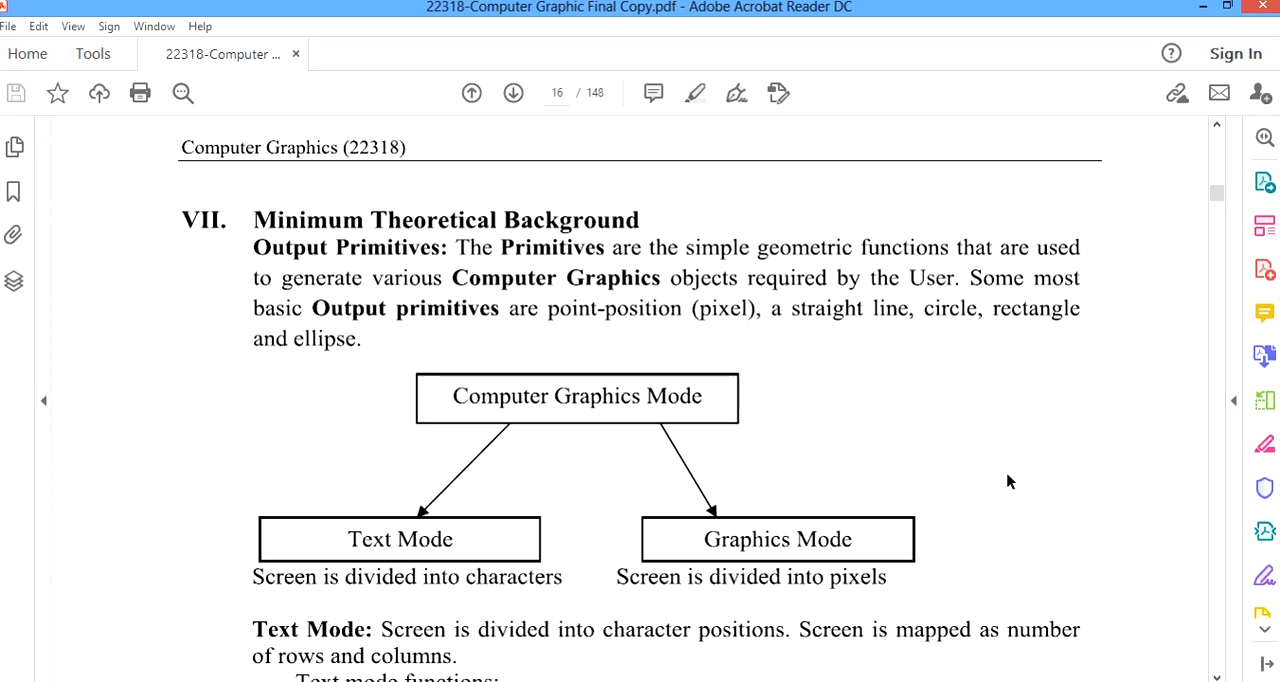 22318-Computer Graphic Final Copy.pdf - Adobe Acrobat Reader DC
File Edit View Sign Window Help
Home Tools 22318-Computer ... × Sign In
16 / 148
Computer Graphics (22318)
VII. Minimum Theoretical Background
Output Primitives: The Primitives are the simple geometric functions that are used
to generate various Computer Graphics objects required by the User. Some most
basic Output primitives are point-position (pixel), a straight line, circle, rectangle
and ellipse.
Computer Graphics Mode
Text Mode Graphics Mode
Screen is divided into characters Screen is divided into pixels
Text Mode: Screen is divided into character positions. Screen is mapped as number
of rows and columns.
Text mode functions: